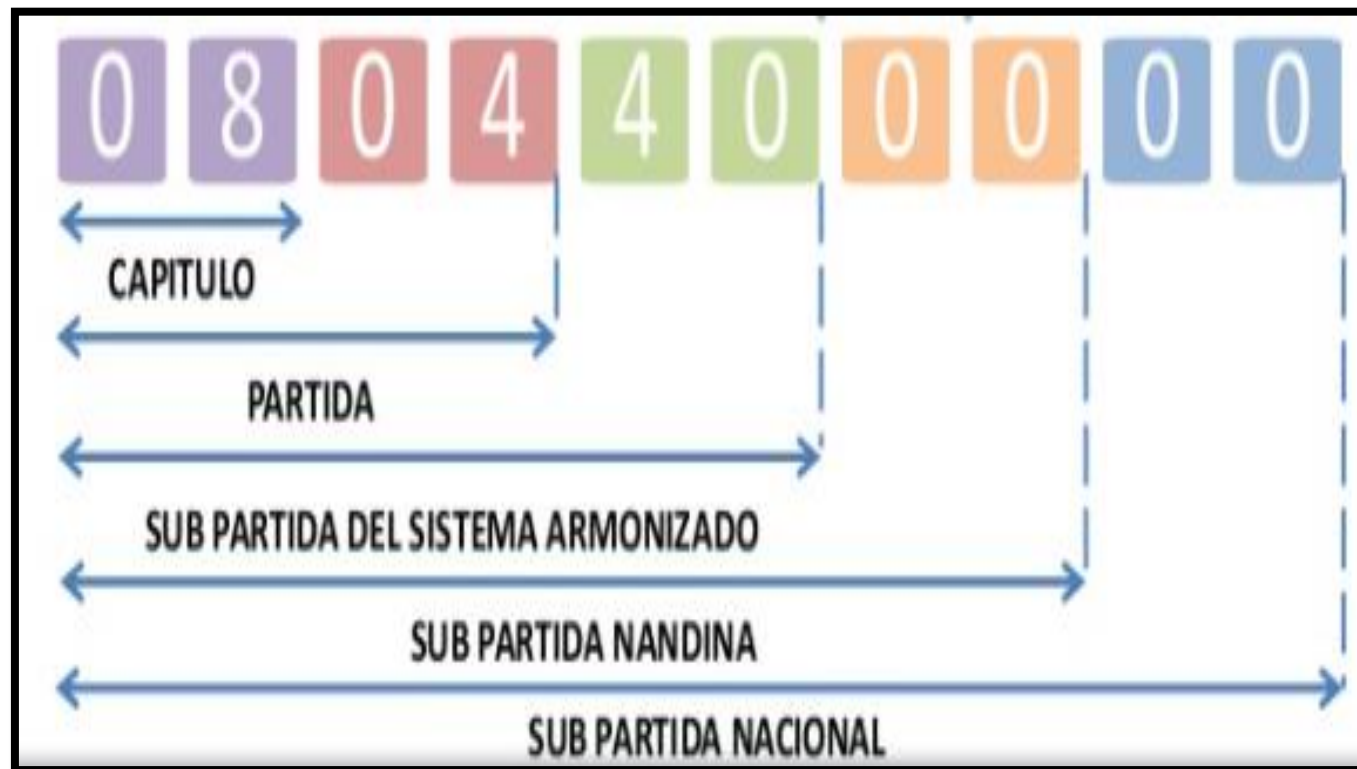 0 8 0 4 4 0 0 0 0 0
CAPITULO
PARTIDA
SUB PARTIDA DEL SISTEMA ARMONIZADO
SUB PARTIDA NANDINA
SUB PARTIDA NACIONAL